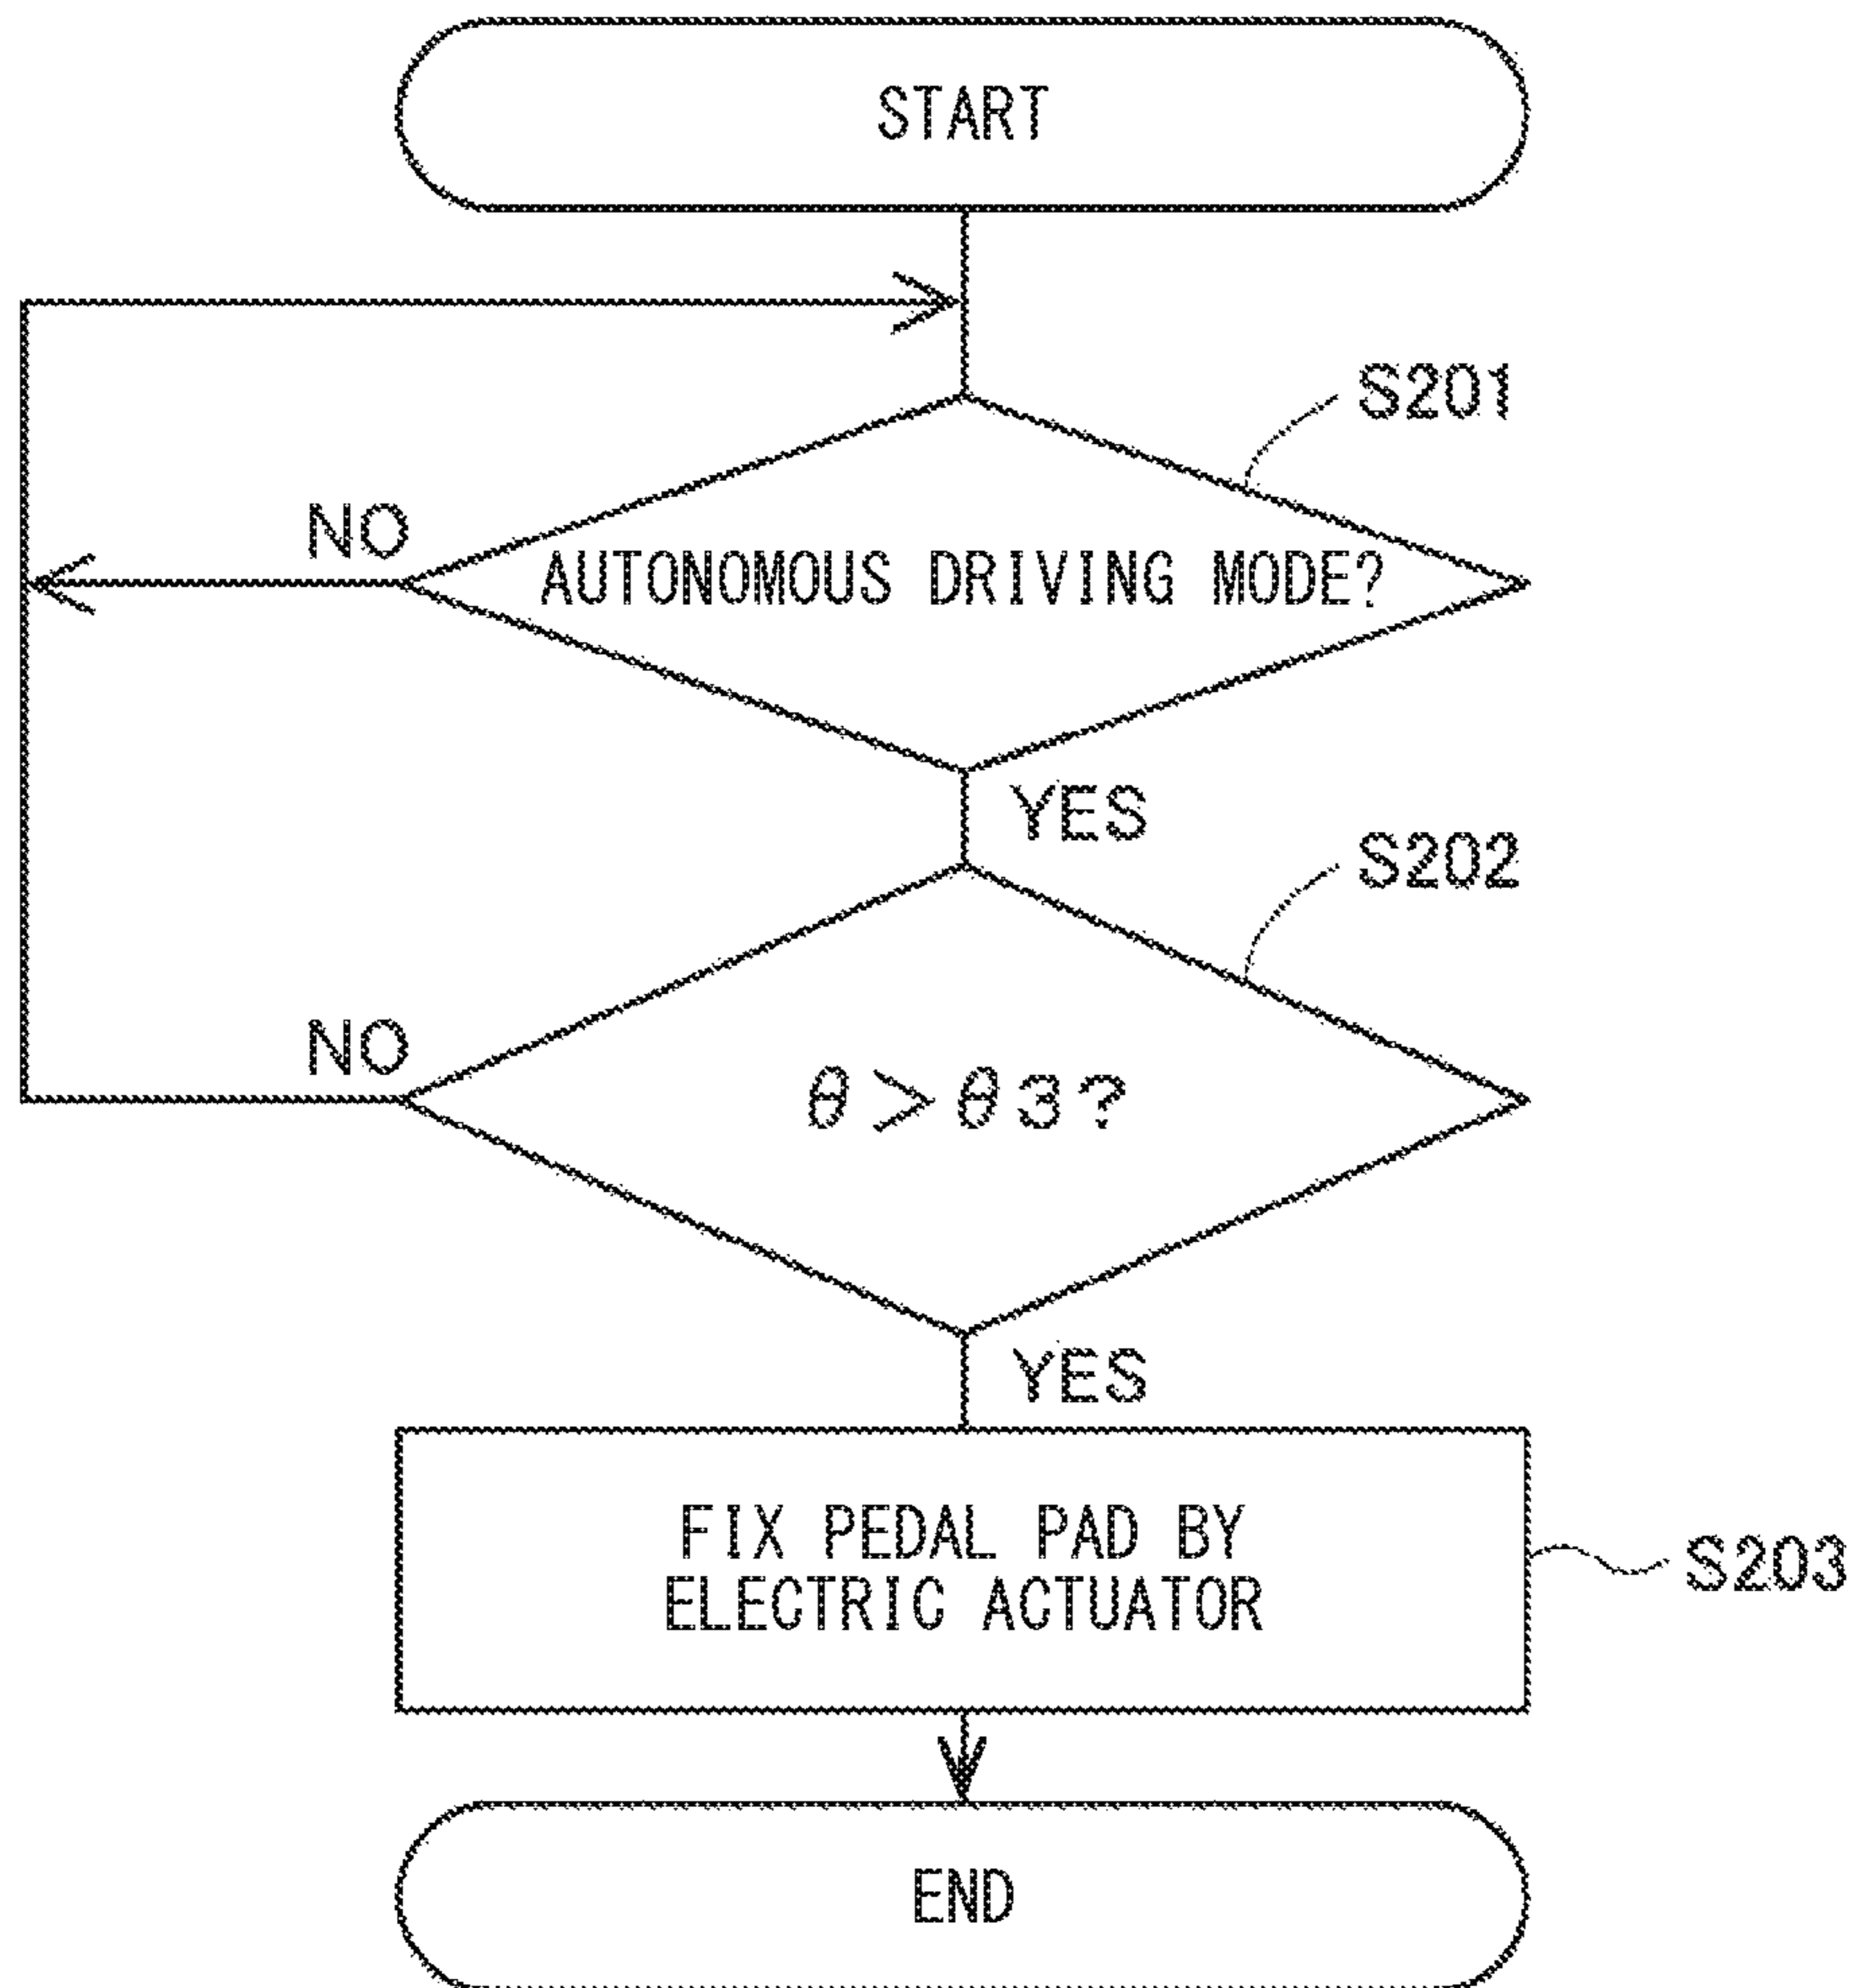 START
S201
NO
AUTONOMOUS DRIVING MODE?
YES
S202
NO
θ>θ3?
YES
FIX PEDAL PAD BY
ELECTRIC ACTUATOR
S203
END